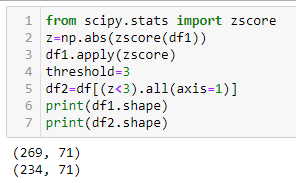 1 from scipy.stats import zscore
2 z=np.abs(zscore(df1))
3 df1.apply(zscore)
4 threshold=3
5 df2=df[(z<3).all(axis=1)]
6 print(df1.shape)
7 print(df2.shape)
(269, 71)
(234, 71)